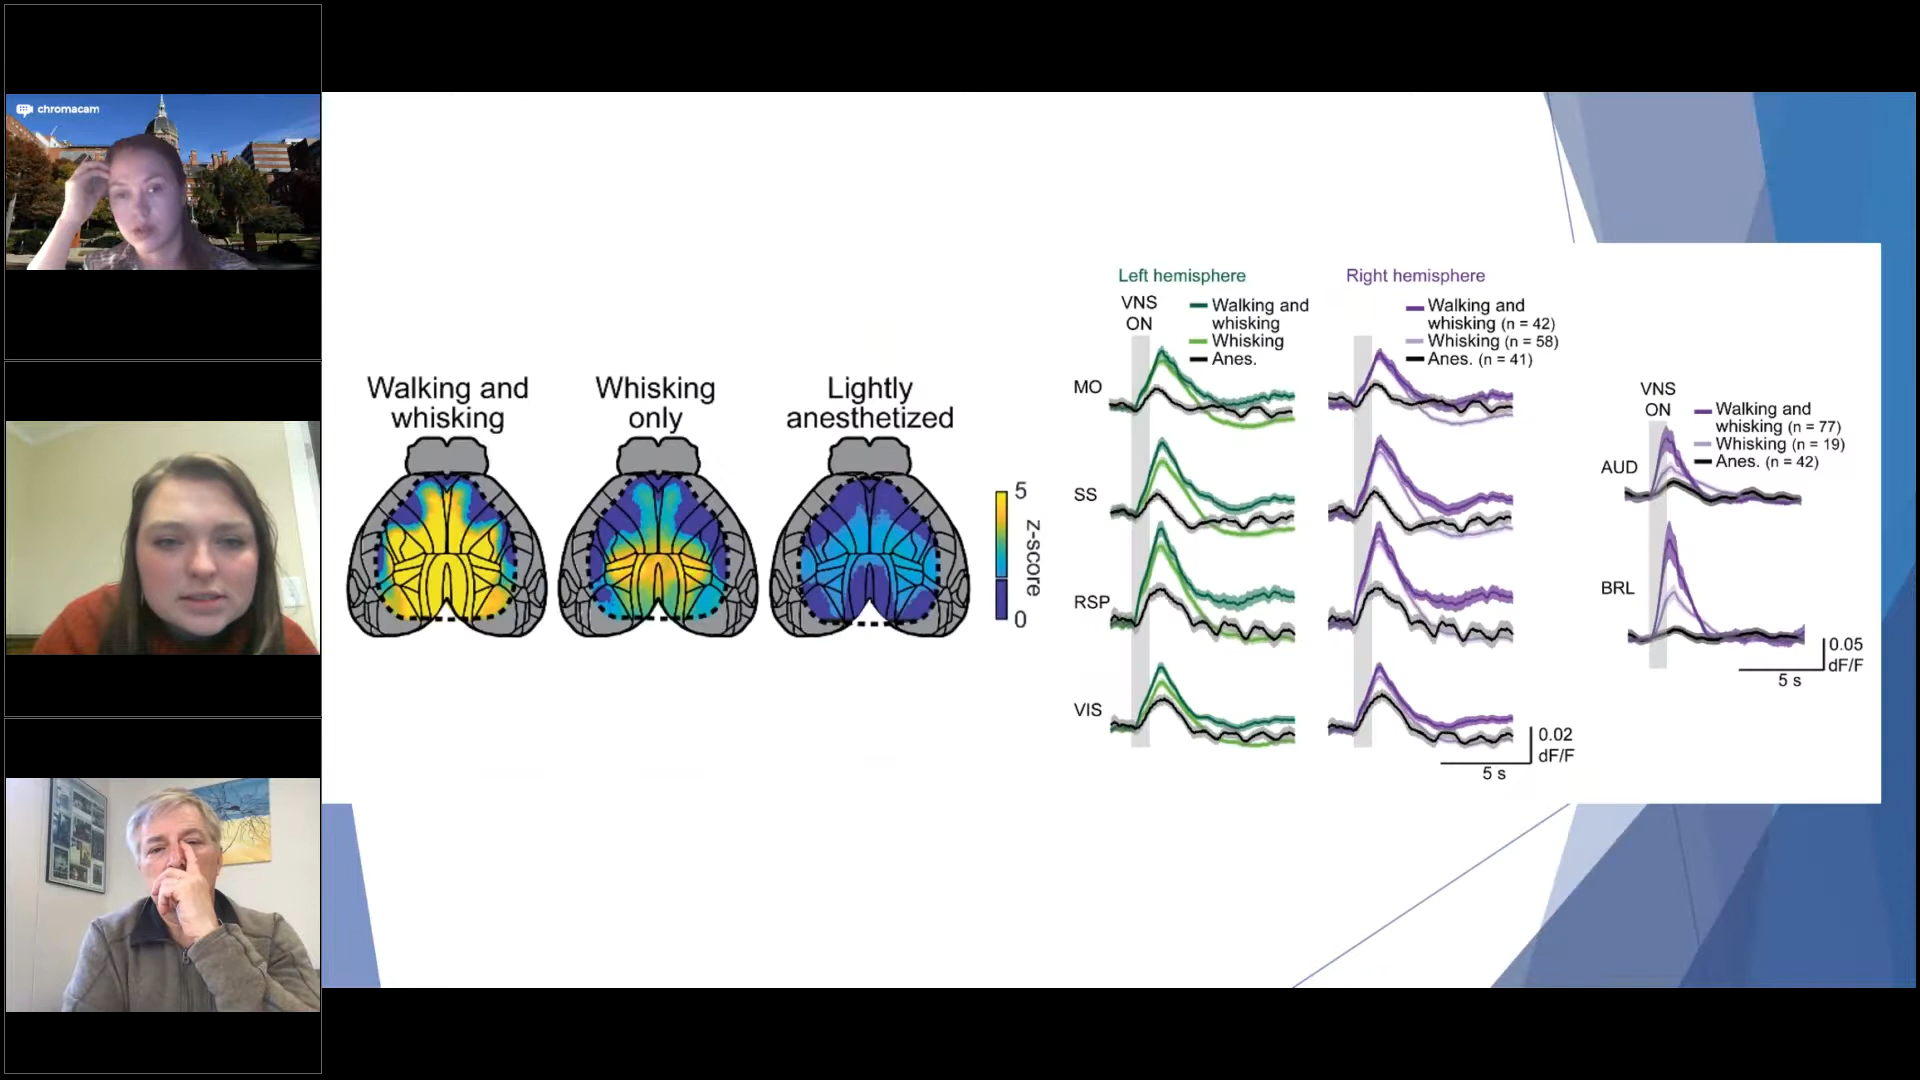 chromacam
Walking and
whisking
Whisking
only
Lightly
anesthetized
5
0
z-score
Left hemisphere
VNS
ON
Walking and
whisking
Whisking
Anes.
Right hemisphere
Walking and
whisking (n = 42)
Whisking (n = 58)
Anes. (n = 41)
MO
SS
RSP
VIS
0.02
dF/F
5 s
VNS
ON
Walking and
whisking (n = 77)
Whisking (n = 19)
Anes. (n = 42)
AUD
BRL
0.05
dF/F
5 s